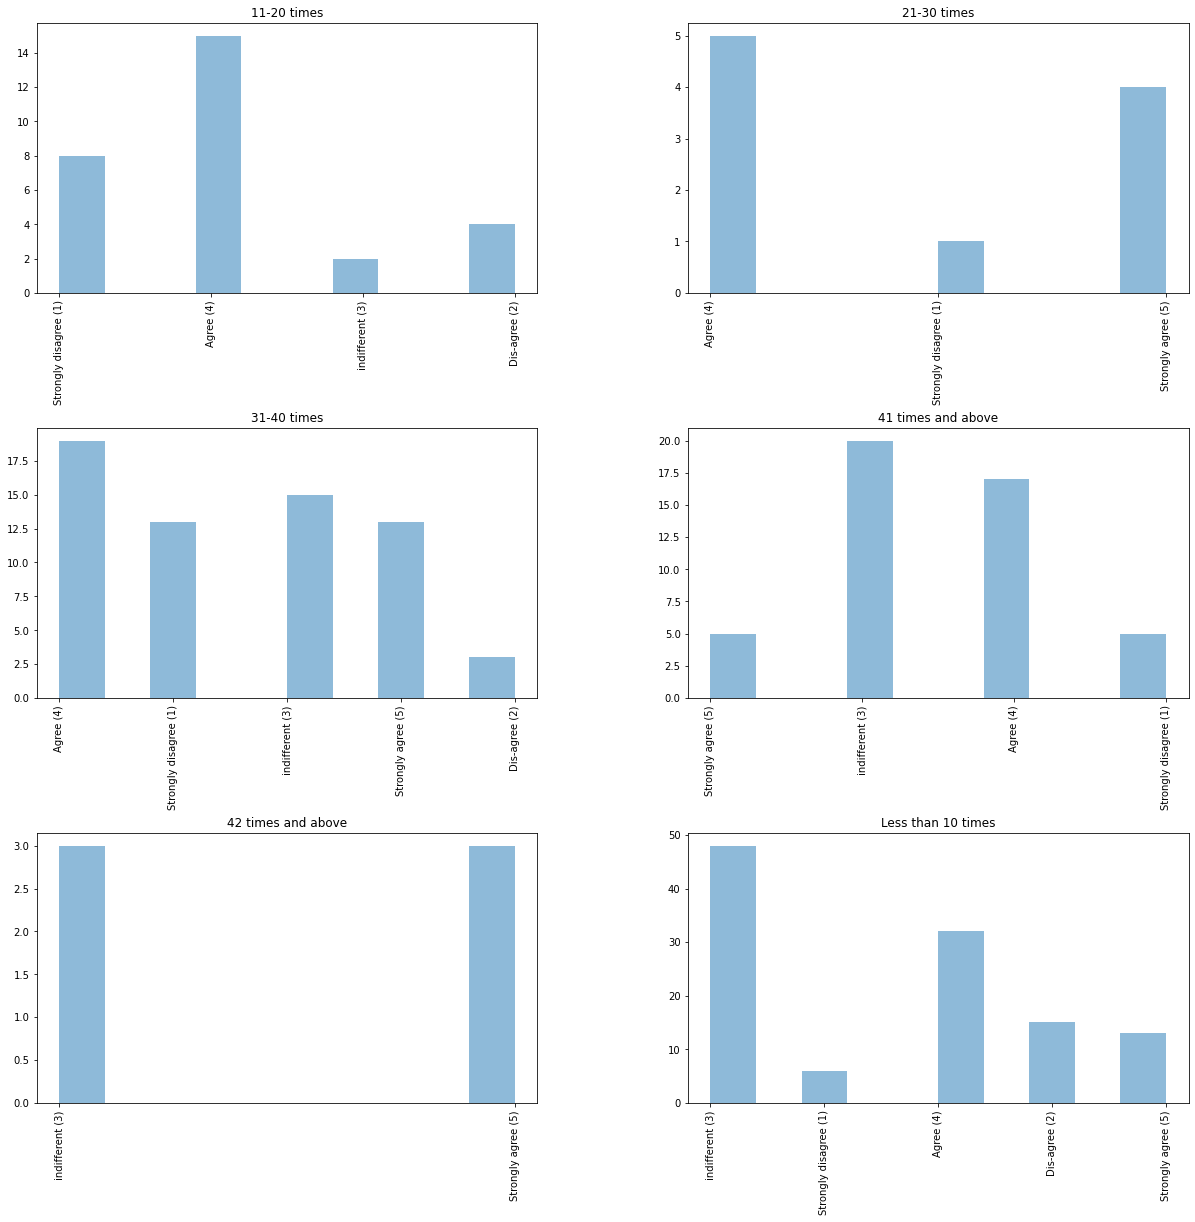 11-20 times
14
12
10
8
6
4
2
0
Strongly disagree (1)
Agree (4)
indifferent (3)
Dis-agree (2)
21-30 times
5
4
3
2
1
0
Agree (4)
Strongly disagree (1)
Strongly agree (5)
31-40 times
17.5
15.0
12.5
10.0
7.5
5.0
2.5
0.0
Agree (4)
Strongly disagree (1)
indifferent (3)
Strongly agree (5)
Dis-agree (2)
41 times and above
20.0
17.5
15.0
12.5
10.0
7.5
5.0
2.5
0.0
Strongly agree (5)
indifferent (3)
Agree (4)
Strongly disagree (1)
42 times and above
3.0
2.5
2.0
1.5
1.0
0.5
0.0
indifferent (3)
Strongly agree (5)
Less than 10 times
50
40
30
20
10
0
indifferent (3)
Strongly disagree (1)
Agree (4)
Dis-agree (2)
Strongly agree (5)